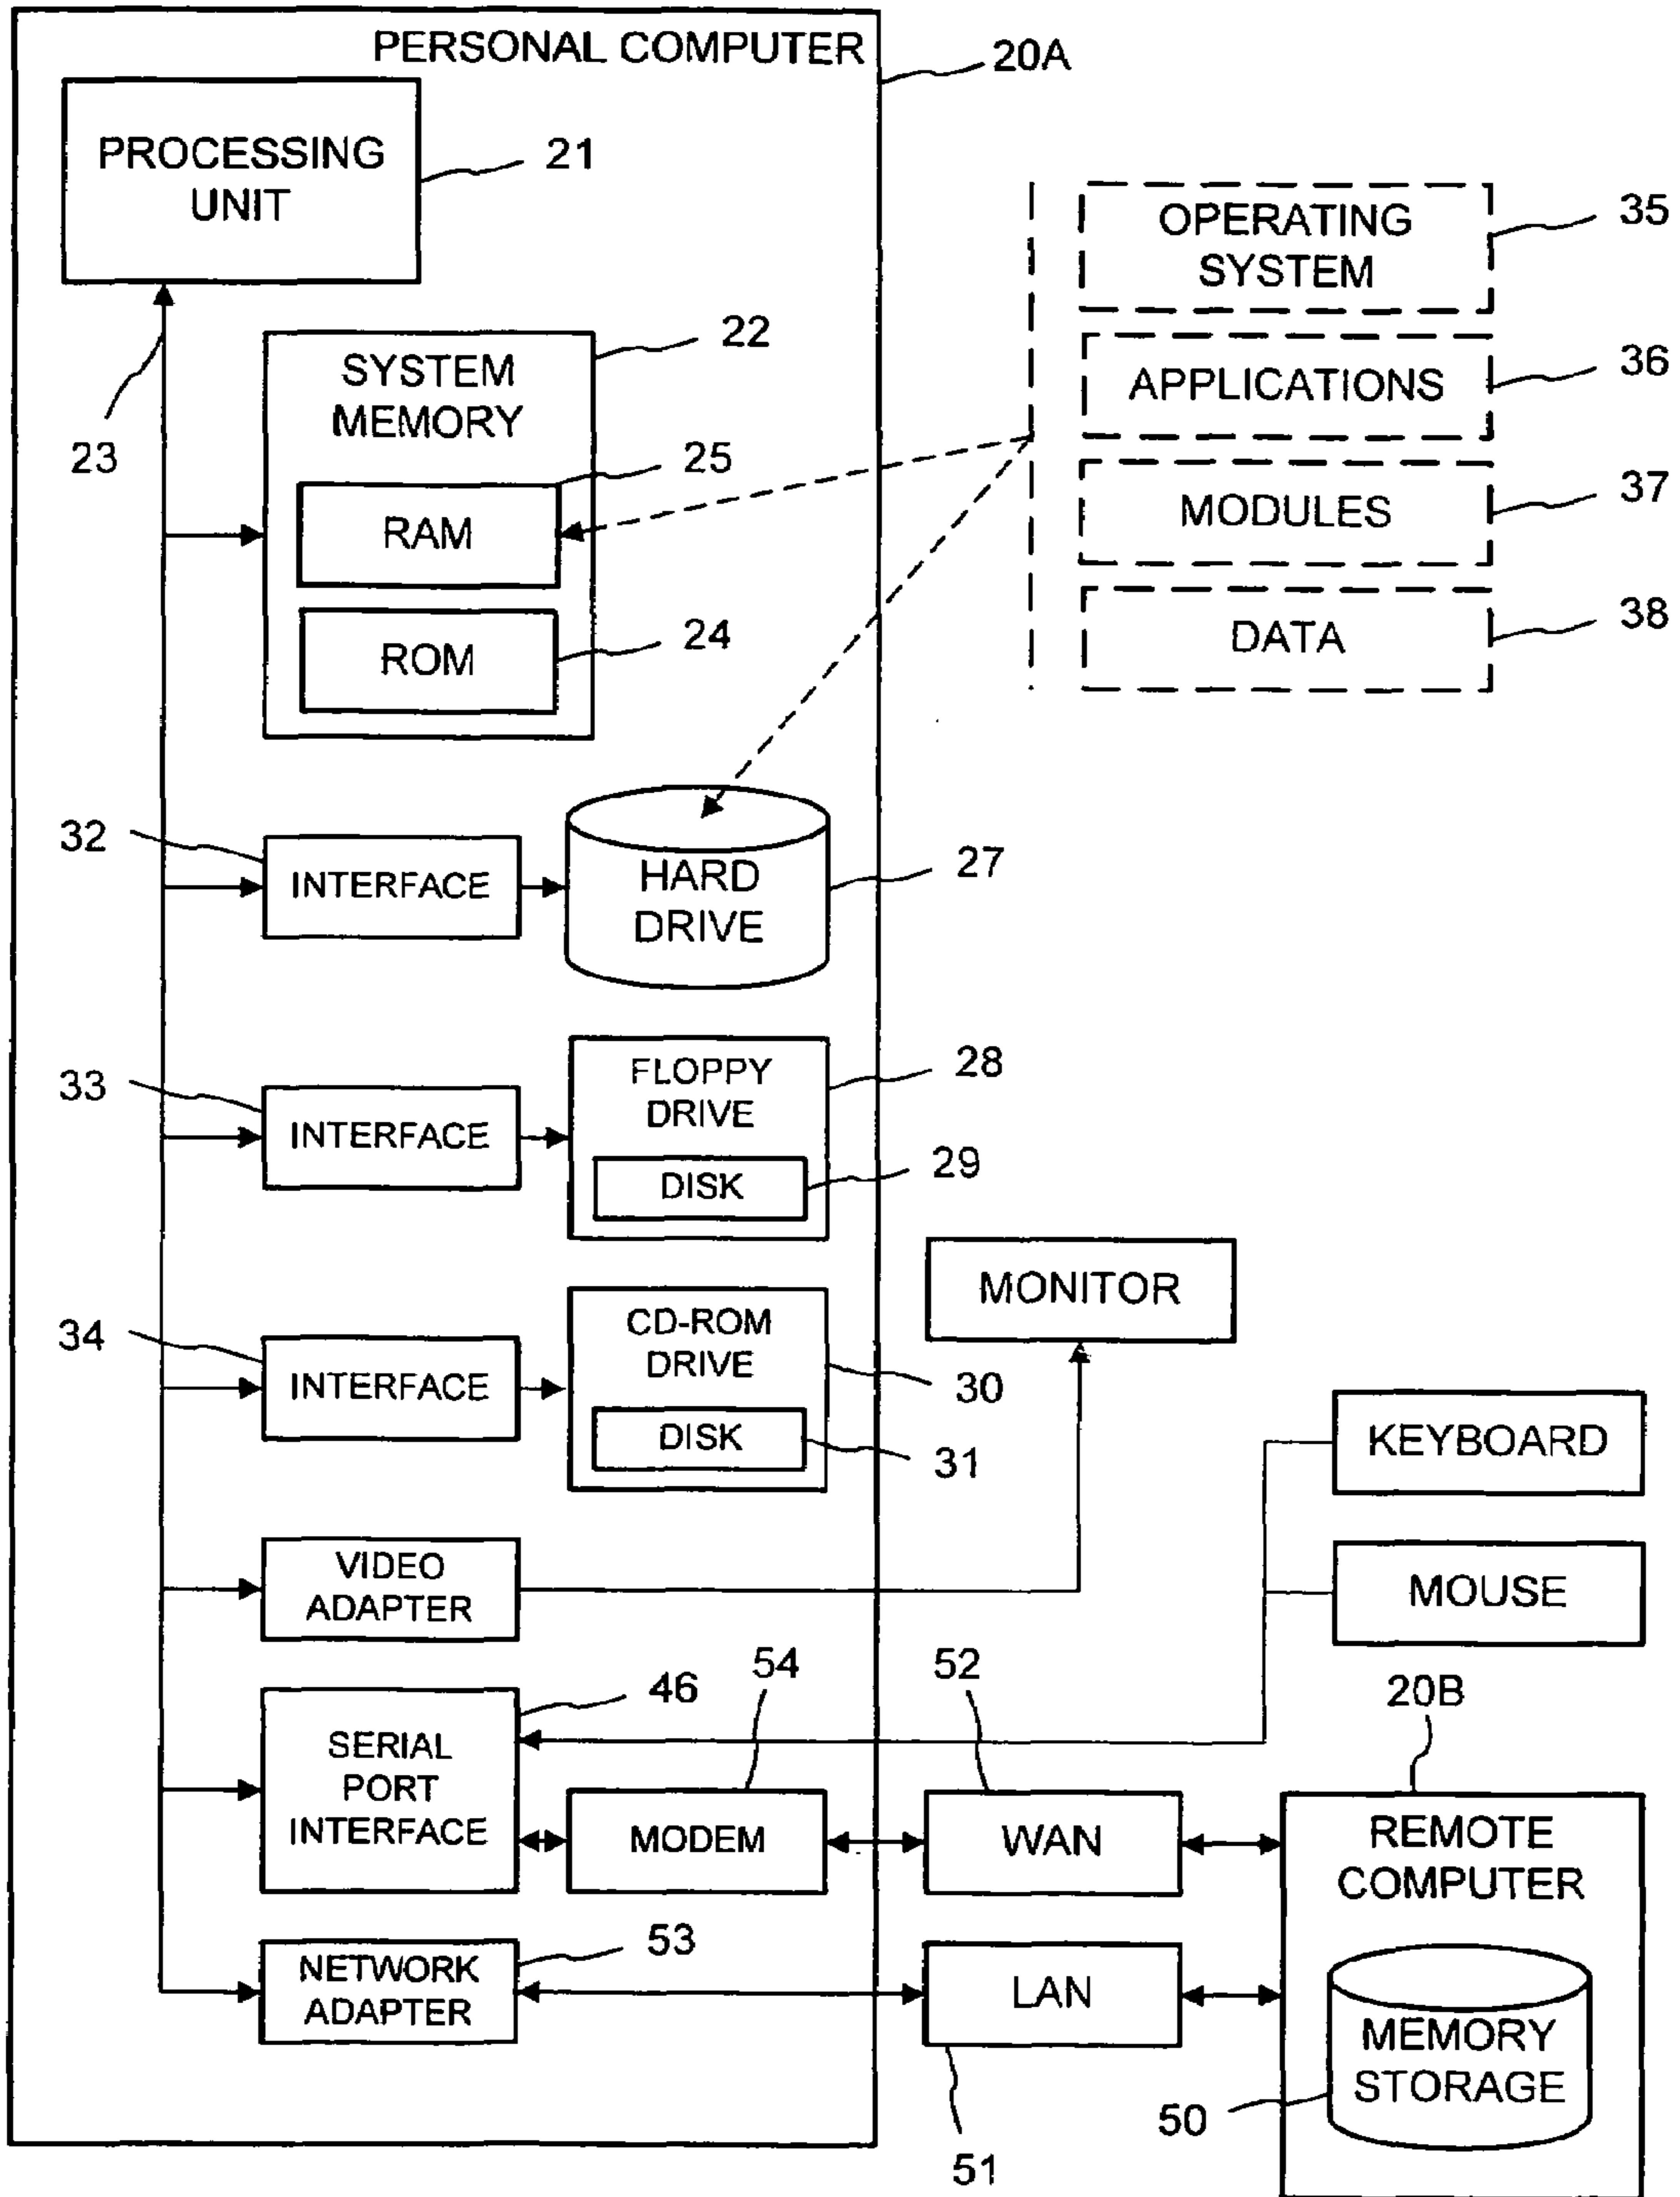 PERSONAL COMPUTER
20A
PROCESSING
UNIT
21
OPERATING
SYSTEM
35
23
22
SYSTEM
MEMORY
APPLICATIONS
36
25
RAM
MODULES
37
24
ROM
DATA
38
32
INTERFACE
HARD
DRIVE
27
33
INTERFACE
FLOPPY
DRIVE
28
DISK
29
MONITOR
34
INTERFACE
CD-ROM
DRIVE
30
DISK
31
KEYBOARD
VIDEO
ADAPTER
MOUSE
46
54
52
20B
SERIAL
PORT
INTERFACE
MODEM
WAN
REMOTE
COMPUTER
53
NETWORK
ADAPTER
LAN
51
MEMORY
STORAGE
50